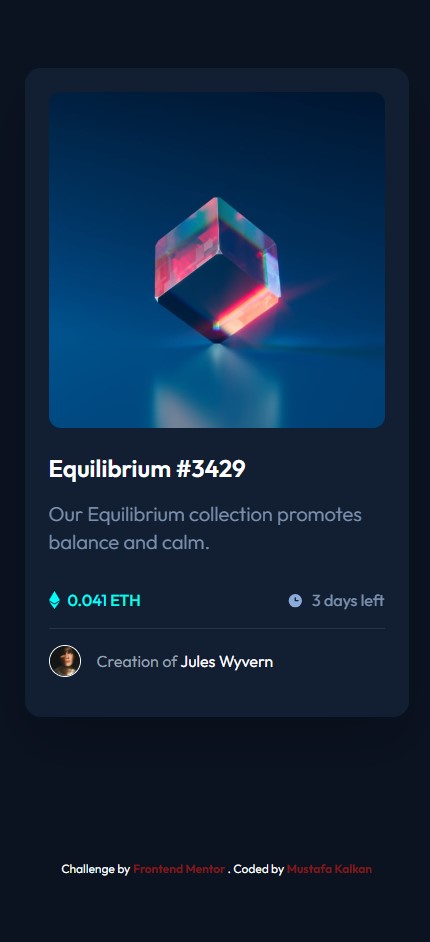 Equilibrium #3429
Our Equilibrium collection promotes
balance and calm.
0.041 ETH
3 days left
Creation of Jules Wyvern
Challenge by Frontend Mentor . Coded by Mustafa Kalkan